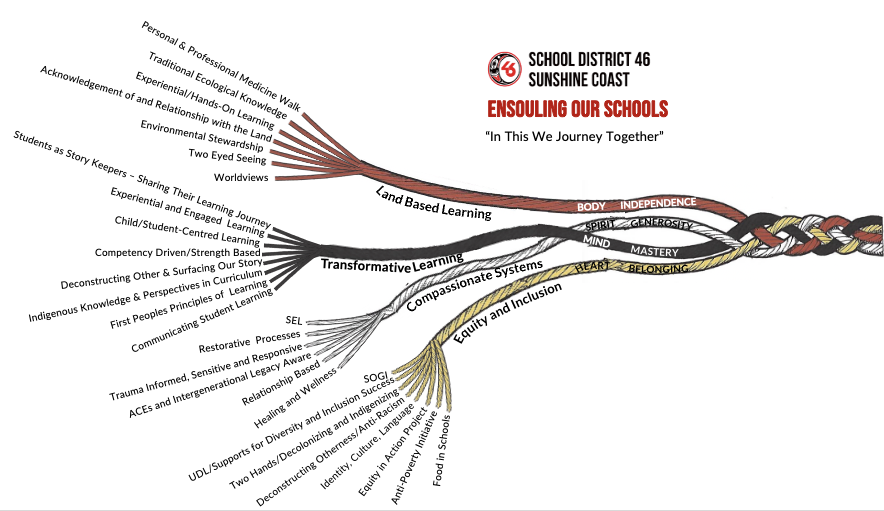 46
SCHOOL DISTRICT 46
SUNSHINE COAST
ENSOULING OUR SCHOOLS
“In This We Journey Together”
Personal & Professional Medicine Walk
Traditional Ecological Knowledge
Experiential/Hands-On Learning
Acknowledgement of and Relationship with the Land
Environmental Stewardship
Two Eyed Seeing
Worldviews
Land Based Learning
BODY INDEPENDENCE
Students as Story Keepers – Sharing Their Learning Journey
Experiential and Engaged Learning
Child/Student-Centred Learning
Competency Driven/Strength Based
Deconstructing Other & Surfacing Our Story
Indigenous Knowledge & Perspectives in Curriculum
First Peoples Principles of Learning
Communicating Student Learning
Transformative Learning
MIND MASTERY
SEL
Restorative Processes
Trauma Informed, Sensitive and Responsive
ACEs and Intergenerational Legacy Aware
Relationship Based
Healing and Wellness
Compassionate Systems
SPIRIT GENEROSITY
SOGI
UDL/Supports for Diversity and Inclusion Success
Two Hands/Decolonizing and Indigenizing
Deconstructing Otherness/Anti-Racism
Identity, Culture, Language
Equity in Action Project
Anti-Poverty Initiative
Food in Schools
Equity and Inclusion
HEART BELONGING